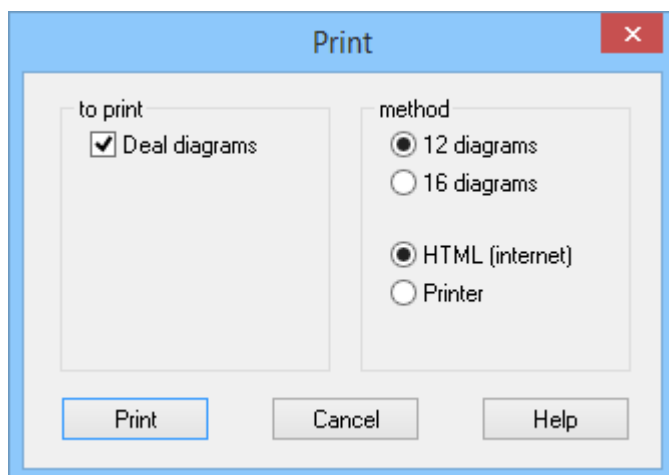 Print
to print
Deal diagrams
method
12 diagrams
16 diagrams
HTML (internet)
Printer
Print
Cancel
Help